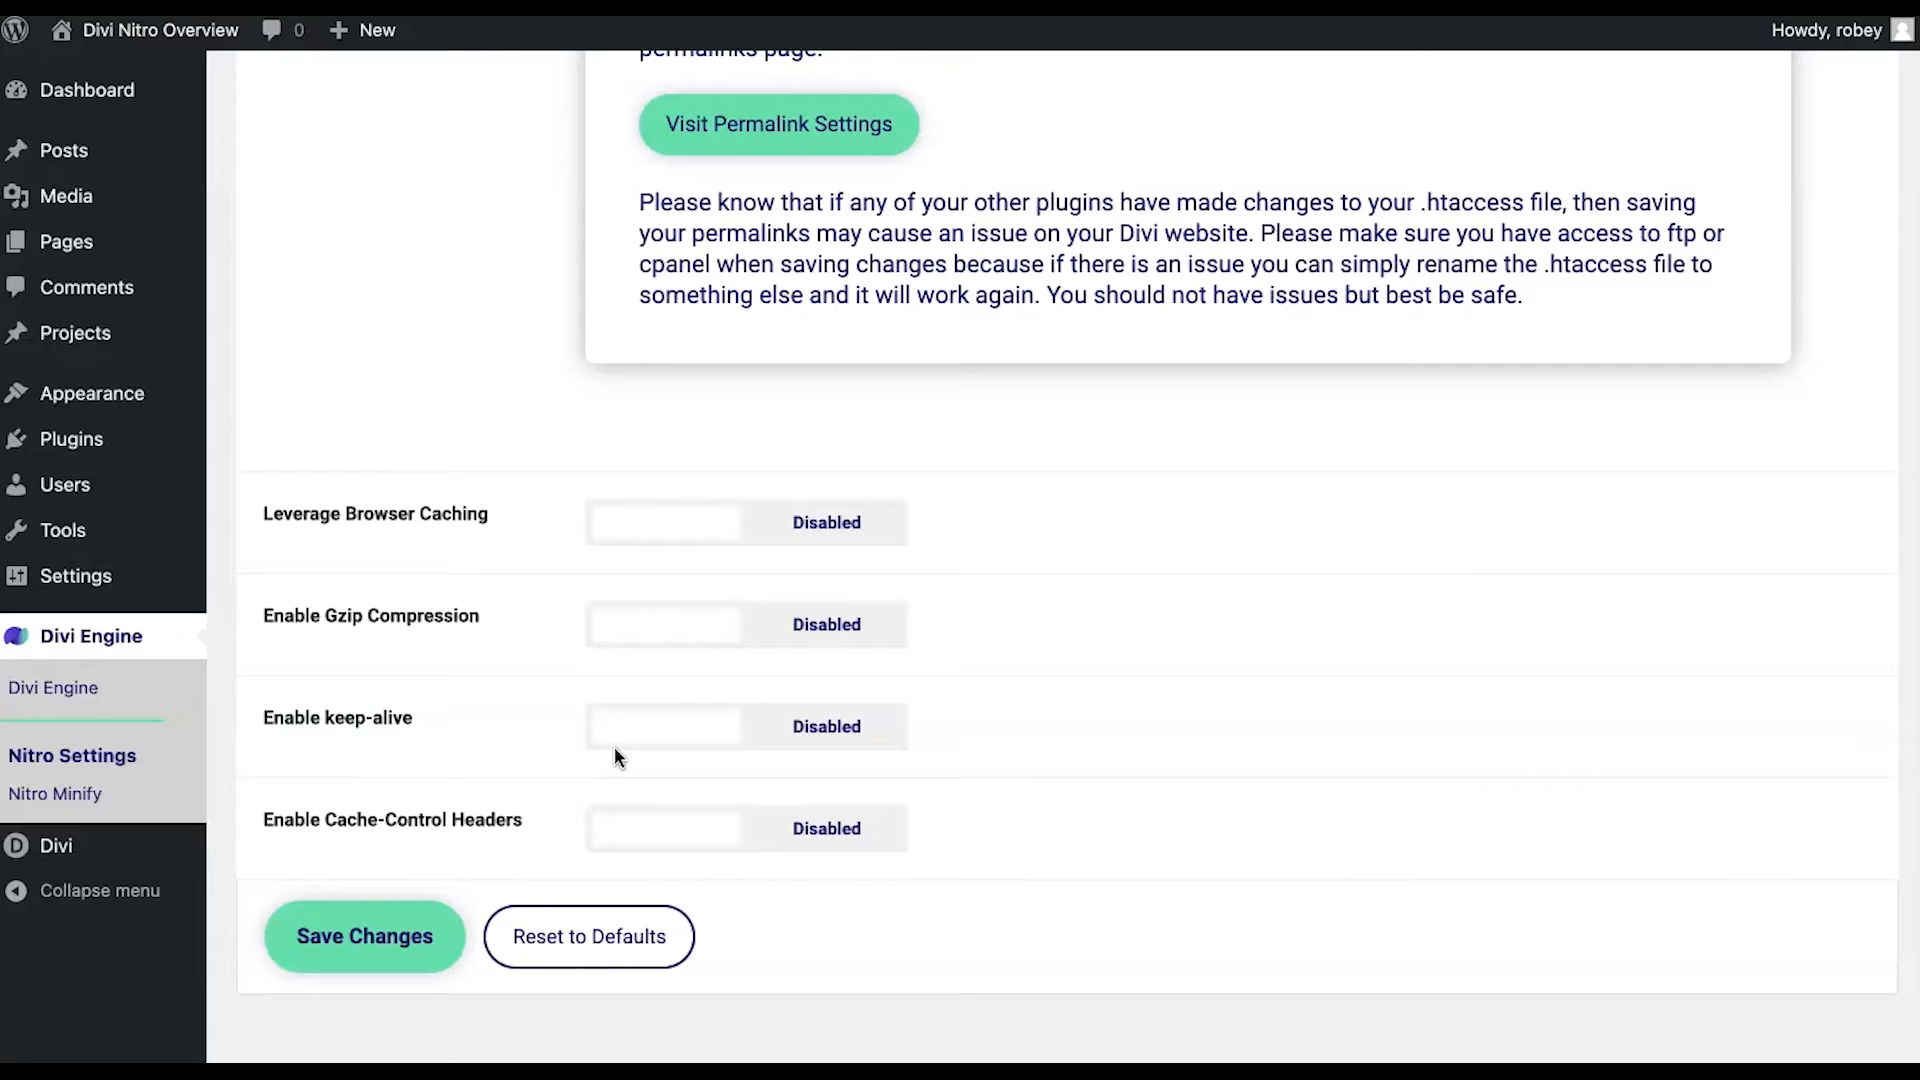 Divi Nitro Overview
0
New
Howdy, robey
Dashboard
Posts
Media
Pages
Comments
Projects
Appearance
Plugins
Users
Tools
Settings
Divi Engine
Divi Engine
Nitro Settings
Nitro Minify
Divi
Collapse menu
permalinks page.
Visit Permalink Settings
Please know that if any of your other plugins have made changes to your .htaccess file, then saving
your permalinks may cause an issue on your Divi website. Please make sure you have access to ftp or
cpanel when saving changes because if there is an issue you can simply rename the .htaccess file to
something else and it will work again. You should not have issues but best be safe.
Leverage Browser Caching
Disabled
Enable Gzip Compression
Disabled
Enable keep-alive
Disabled
Enable Cache-Control Headers
Disabled
Save Changes
Reset to Defaults